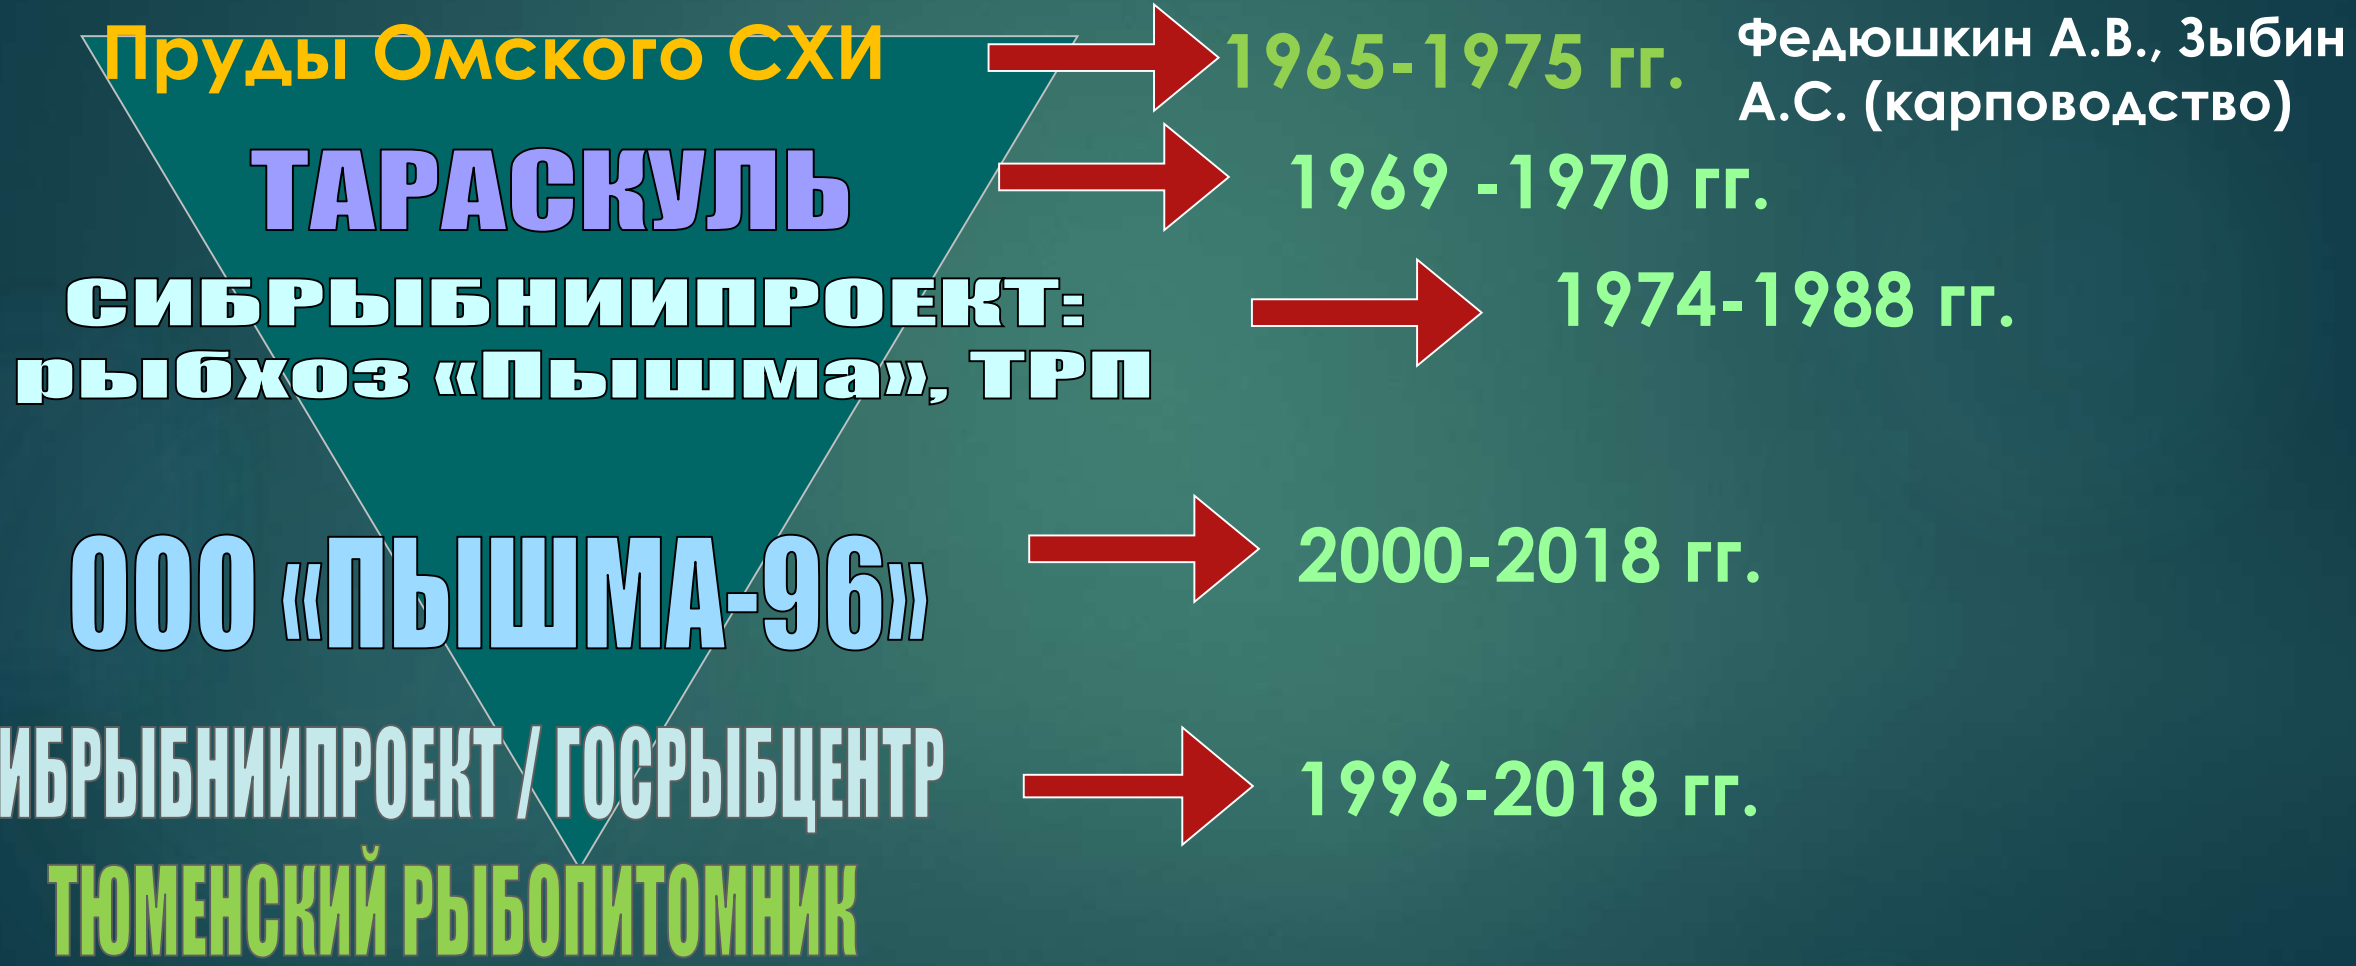 Пруды Омского СХИ
1965-1975 гг.
Федюшкин А.В., Зыбин
А.С. (карповодство)
ТАРАСКУЛЬ
1969 -1970 гг.
СИБРЫБНИИПРОЕКТ:
рыбхоз «Пышма», ТРП
1974-1988 гг.
ООО «ПЫШМА-96»
2000-2018 гг.
ИБРЫБНИИПРОЕКТ / ГОСРЫБЦЕНТР
1996-2018 гг.
ТЮМЕНСКИЙ РЫБОПИТОМНИК